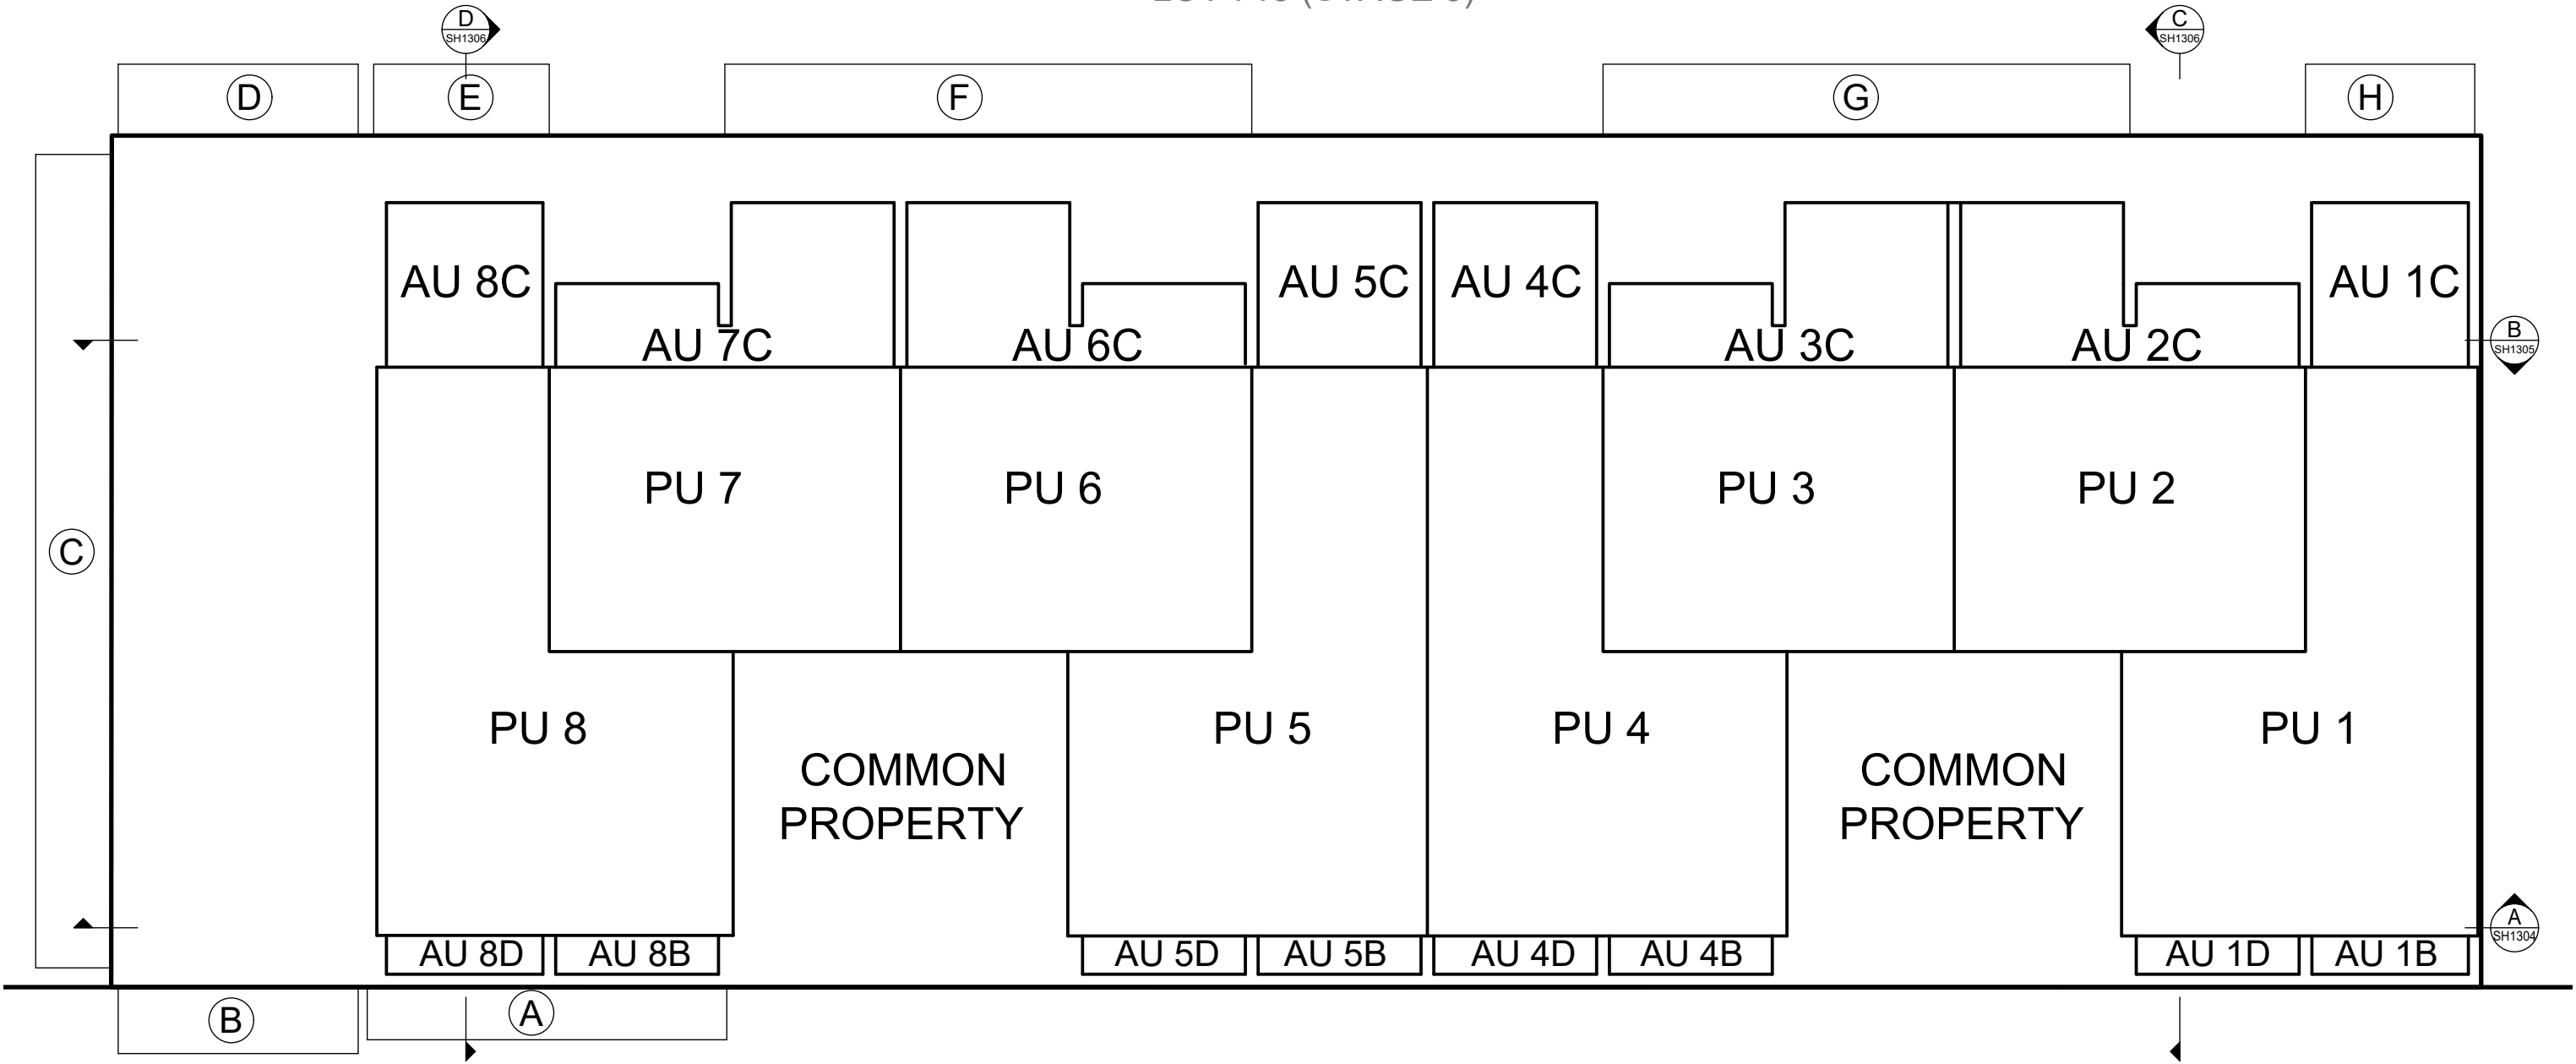 D
SH1306
C
SH1306
D
E
F
G
H
AU 8C
AU 5C
AU 4C
AU 1C
AU 7C
AU 6C
AU 3C
AU 2C
B
SH1305
PU 7
PU 6
PU 3
PU 2
C
PU 8
PU 5
PU 4
PU 1
COMMON
PROPERTY
COMMON
PROPERTY
A
SH1304
AU 8D
AU 8B
AU 5D
AU 5B
AU 4D
AU 4B
AU 1D
AU 1B
B
A